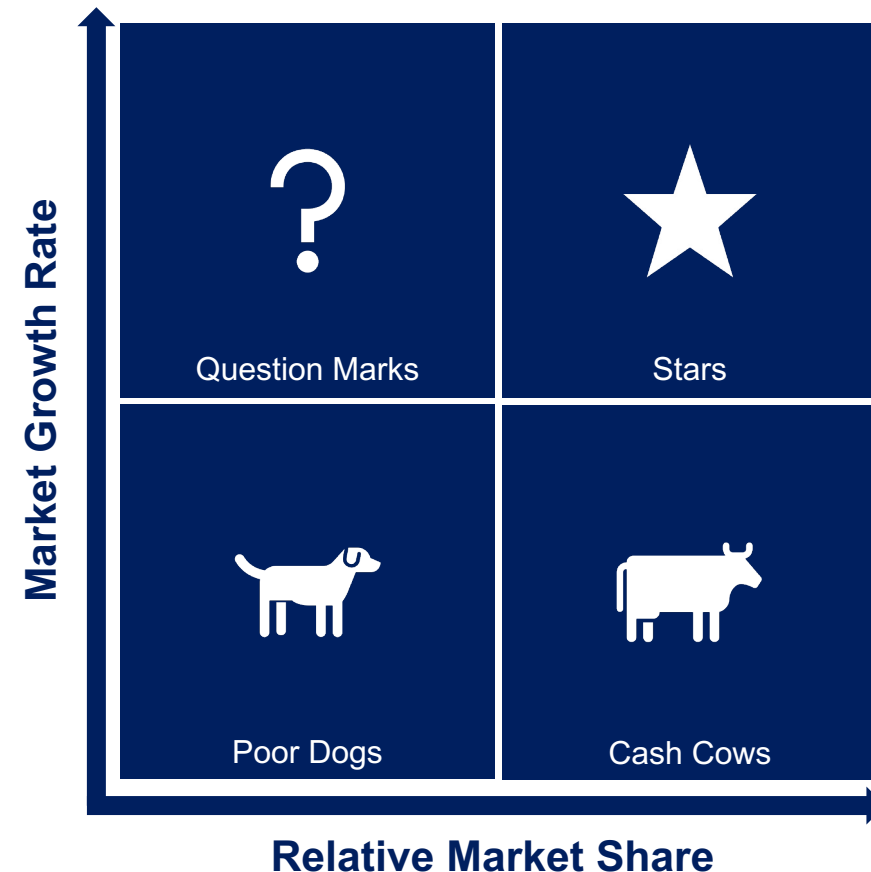 Market Growth Rate
?
Question Marks
Stars
Poor Dogs
Cash Cows
Relative Market Share